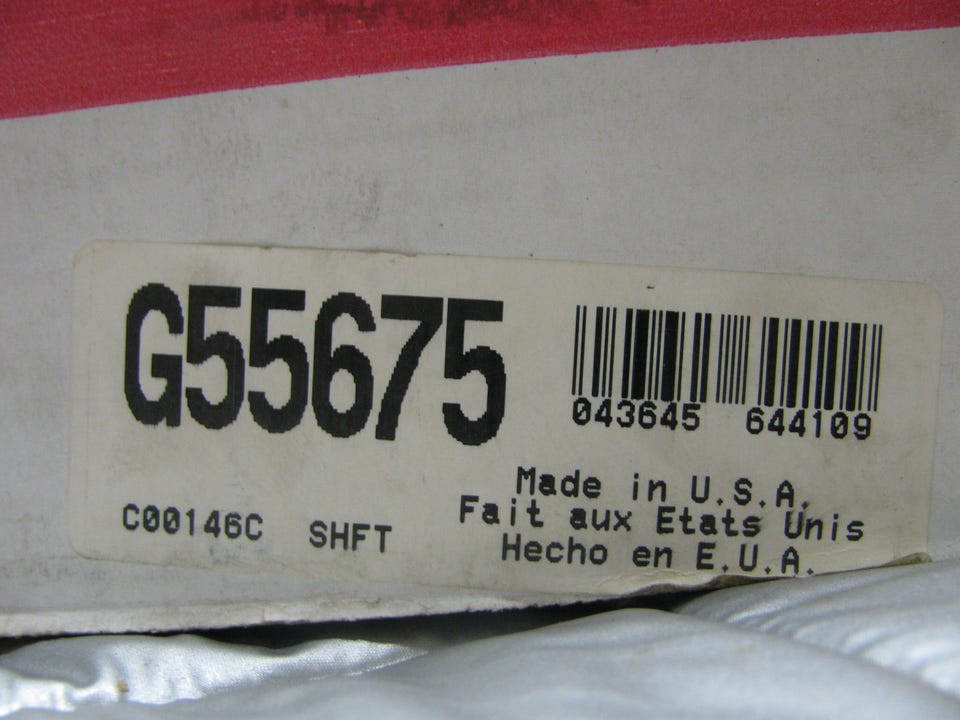 G55675
043645 644109
C00146C SHFT
Made in U.S.A.
Fait aux Etats Unis
Hecho en E.U.A.